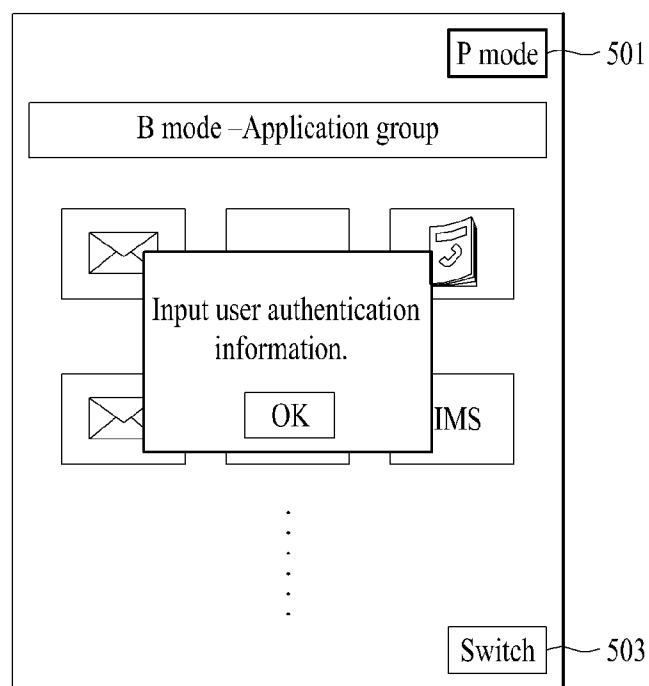 P mode
501
B mode –Application group
Input user authentication
information.
OK
IMS
Switch
503